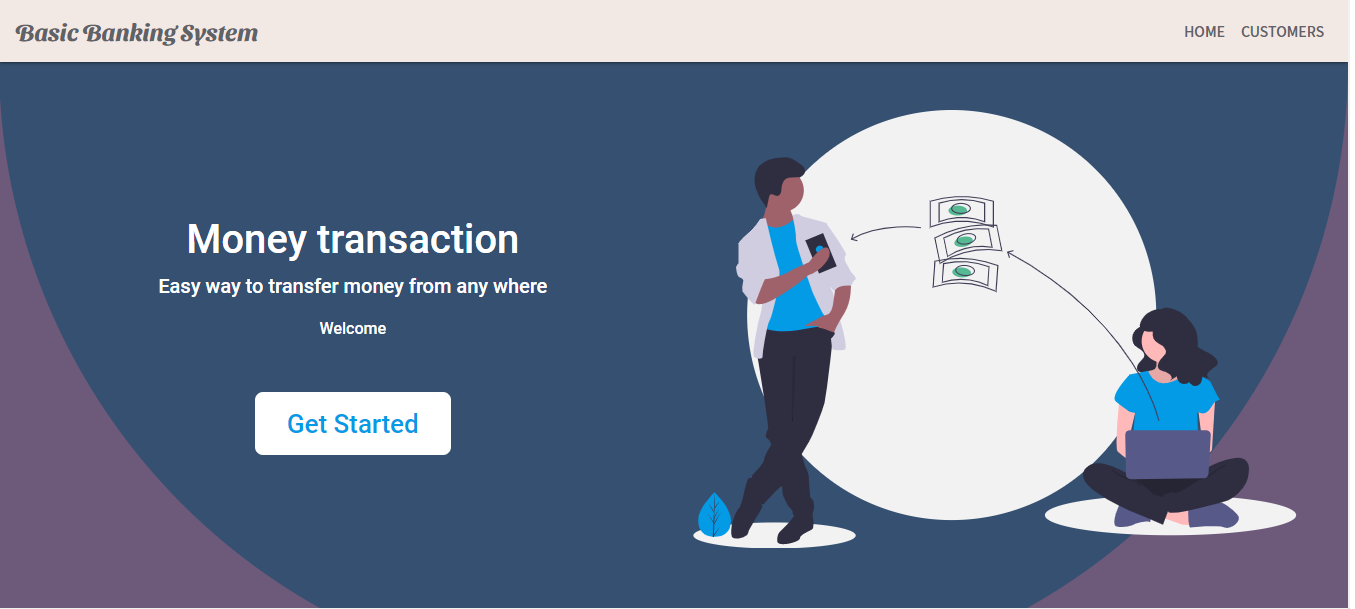 Basic Banking System
HOME CUSTOMERS
Money transaction
Easy way to transfer money from any where
Welcome
Get Started